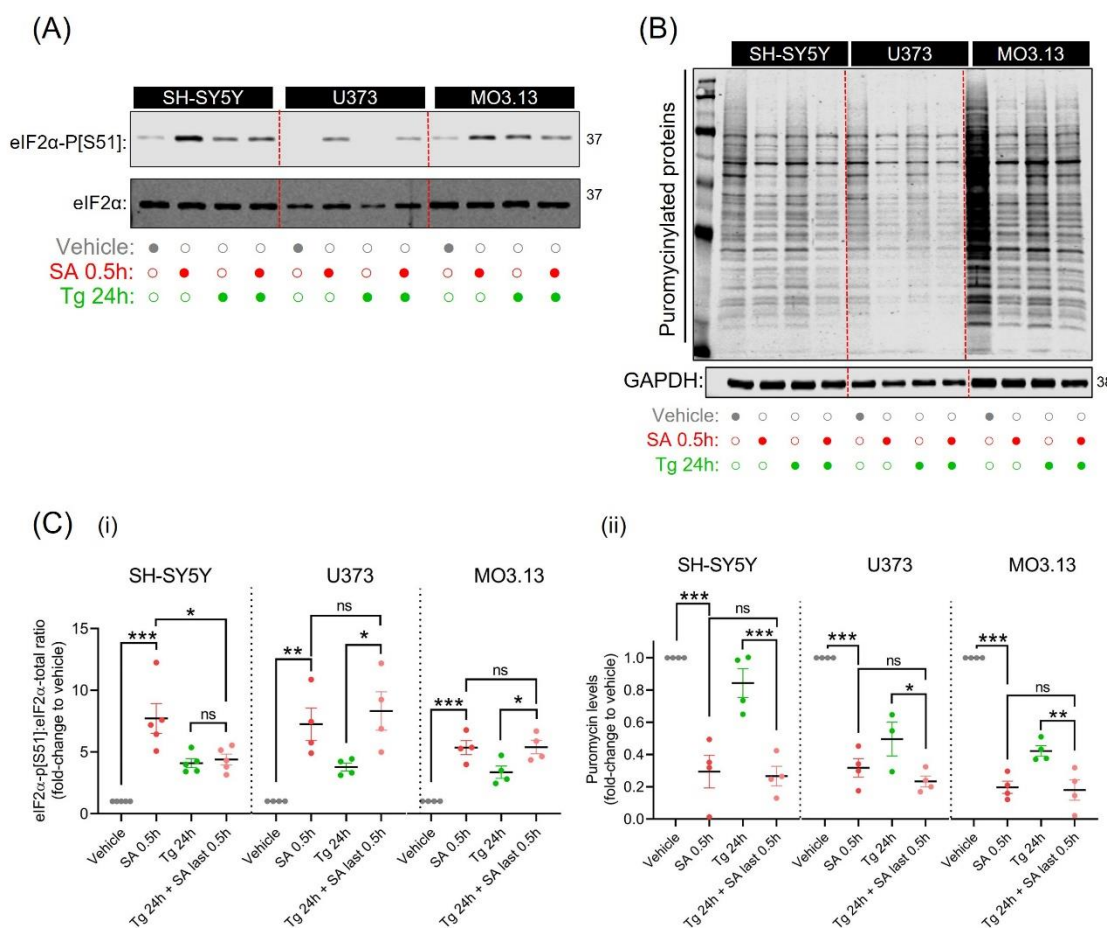 (A)
SH-SY5Y U373 MO3.13
eIF2α-P[S51]: 37
eIF2α: 37
Vehicle:
SA 0.5h:
Tg 24h:
(B)
SH-SY5Y U373 MO3.13
Puromycinylated proteins
GAPDH: 38
Vehicle:
SA 0.5h:
Tg 24h:
(C) (i)
SH-SY5Y U373 MO3.13
eIF2α-p[S51]:eIF2α-total ratio
(fold-change to vehicle)
15
10
5
0
*** * ns
** ns *
*** ns *
Vehicle SA 0.5h Tg 24h Tg 24h + SA last 0.5h
Vehicle SA 0.5h Tg 24h Tg 24h + SA last 0.5h
Vehicle SA 0.5h Tg 24h Tg 24h + SA last 0.5h
(ii)
SH-SY5Y U373 MO3.13
Puromycin levels
(fold-change to vehicle)
1.0
0.8
0.6
0.4
0.2
0.0
*** ns ***
*** ns *
*** ns **
Vehicle SA 0.5h Tg 24h Tg 24h + SA last 0.5h
Vehicle SA 0.5h Tg 24h Tg 24h + SA last 0.5h
Vehicle SA 0.5h Tg 24h Tg 24h + SA last 0.5h